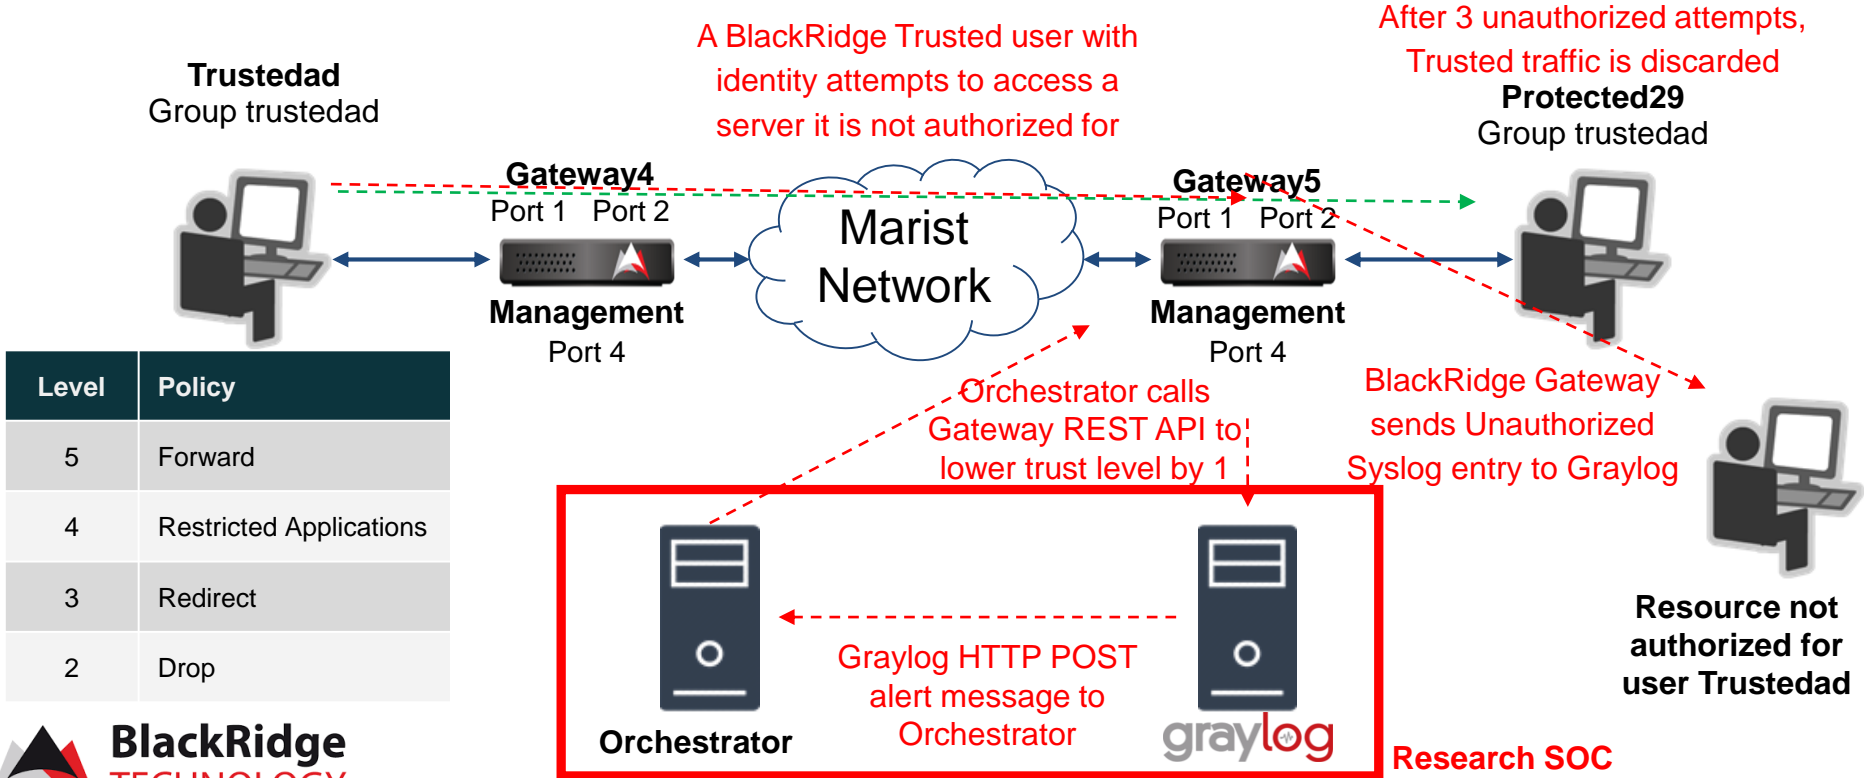 After 3 unauthorized attempts,
Trusted traffic is discarded
A BlackRidge Trusted user with
identity attempts to access a
server it is not authorized for
Trustedad
Group trustedad
Protected29
Group trustedad
Gateway4
Port 1 Port 2
Gateway5
Port 1 Port 2
Marist
Network
Management
Port 4
Management
Port 4
Level Policy
5 Forward
4 Restricted Applications
3 Redirect
2 Drop
Orchestrator calls
Gateway REST API to
lower trust level by 1
BlackRidge Gateway
sends Unauthorized
Syslog entry to Graylog
Resource not
authorized for
user Trustedad
Graylog HTTP POST
alert message to
Orchestrator
Orchestrator
graylog
Research SOC
BlackRidge
TECHNOLOGY